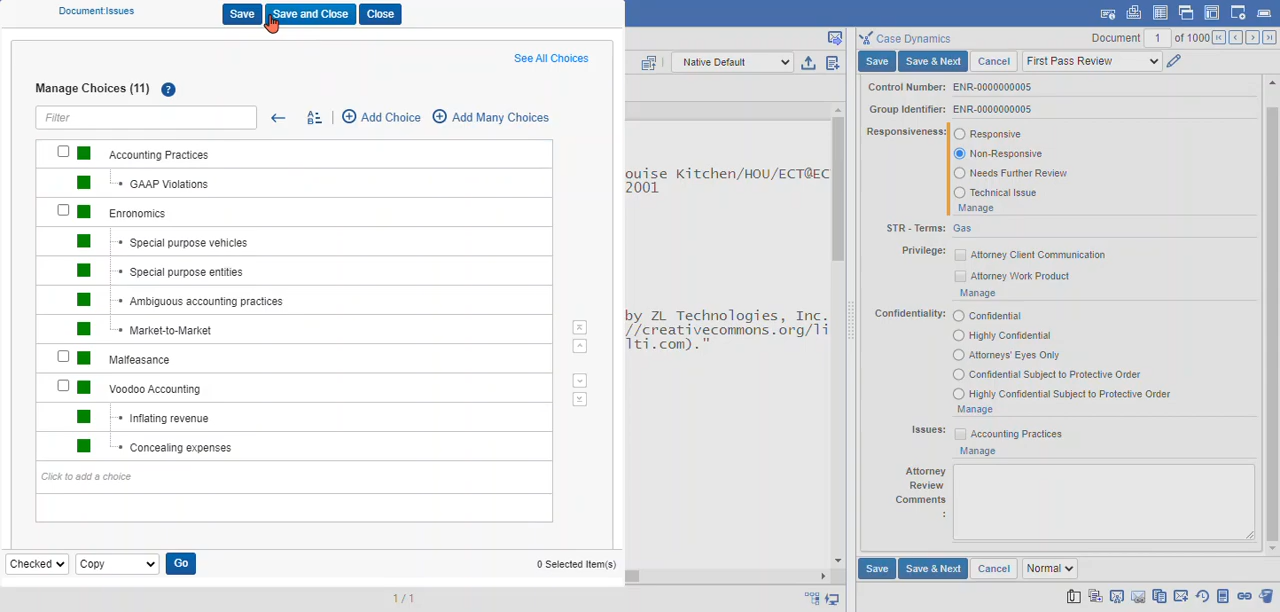 Document:Issues
Save
Save and Close
Close
See All Choices
Manage Choices (11)
?
Filter
Add Choice
Add Many Choices
Accounting Practices
GAAP Violations
Enronomics
Special purpose vehicles
Special purpose entities
Ambiguous accounting practices
Market-to-Market
Malfeasance
Voodoo Accounting
Inflating revenue
Concealing expenses
Click to add a choice
Checked
Copy
Go
0 Selected Item(s)
1 / 1
Native Default
ouise Kitchen/HOU/ECT@EC
2001
by ZL Technologies, Inc.
//creativecommons.org/li
lti.com)."
Case Dynamics
Document 1 of 1000
Save
Save & Next
Cancel
First Pass Review
Control Number: ENR-0000000005
Group Identifier: ENR-0000000005
Responsiveness:
Responsive
Non-Responsive
Needs Further Review
Technical Issue
Manage
STR - Terms: Gas
Privilege:
Attorney Client Communication
Attorney Work Product
Manage
Confidentiality:
Confidential
Highly Confidential
Attorneys' Eyes Only
Confidential Subject to Protective Order
Highly Confidential Subject to Protective Order
Manage
Issues:
Accounting Practices
Manage
Attorney
Review
Comments
:
Save
Save & Next
Cancel
Normal